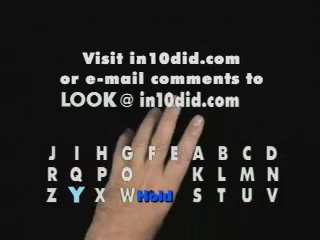 Visit in10did.com
or e-mail comments to
LOOK @ in10did.com
J I H G F E A B C D
R Q P O K L M N
Z Y X W Hold S T U V